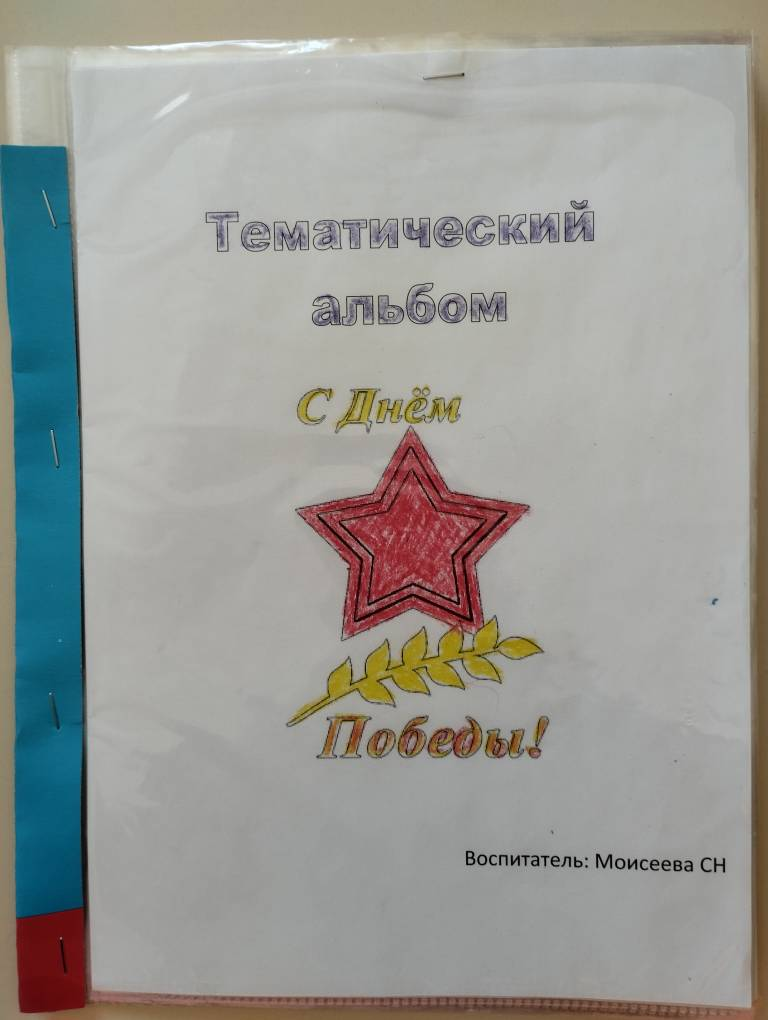 Тематический
альбом
С Днём
Победы!
Воспитатель: Моисеева СН